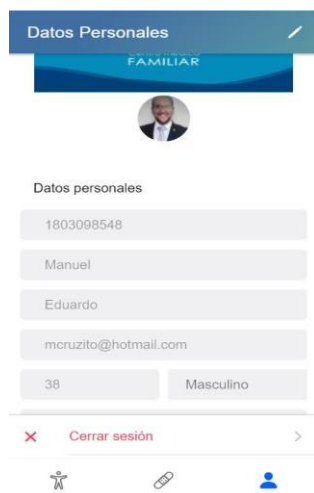 Datos Personales
FAMILIAR
Datos personales
1803098548
Manuel
Eduardo
mcruzito@hotmail.com
38 Masculino
Cerrar sesión